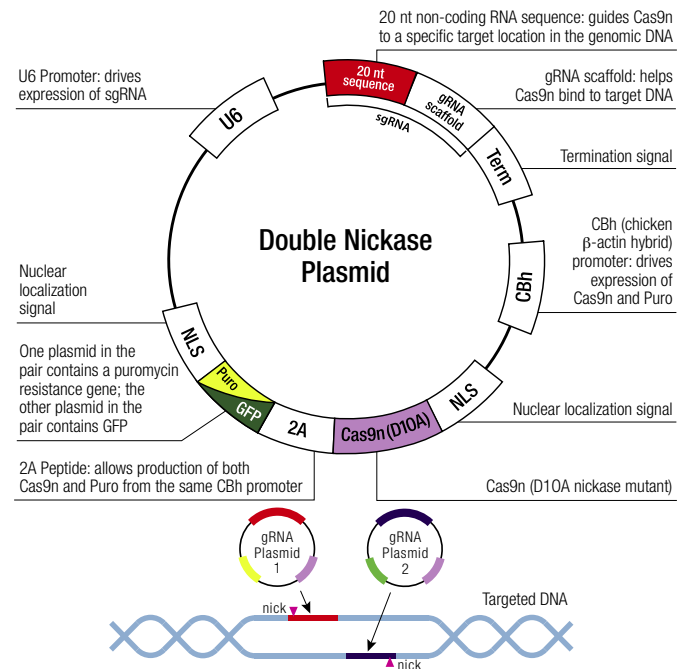 20 nt non-coding RNA sequence: guides Cas9n
to a specific target location in the genomic DNA
U6 Promoter: drives
expression of sgRNA
gRNA scaffold: helps
Cas9n bind to target DNA
20 nt
sequence
gRNA
scaffold
sgRNA
U6
Term
Termination signal
Double Nickase
Plasmid
CBh (chicken
β-actin hybrid)
promoter: drives
expression of
Cas9n and Puro
CBh
Nuclear
localization
signal
NLS
One plasmid in the
pair contains a puromycin
resistance gene; the
other plasmid in the
pair contains GFP
Puro
GFP
2A
Cas9n (D10A)
NLS
Nuclear localization signal
2A Peptide: allows production of both
Cas9n and Puro from the same CBh promoter
Cas9n (D10A nickase mutant)
gRNA
Plasmid
1
gRNA
Plasmid
2
Targeted DNA
nick
nick